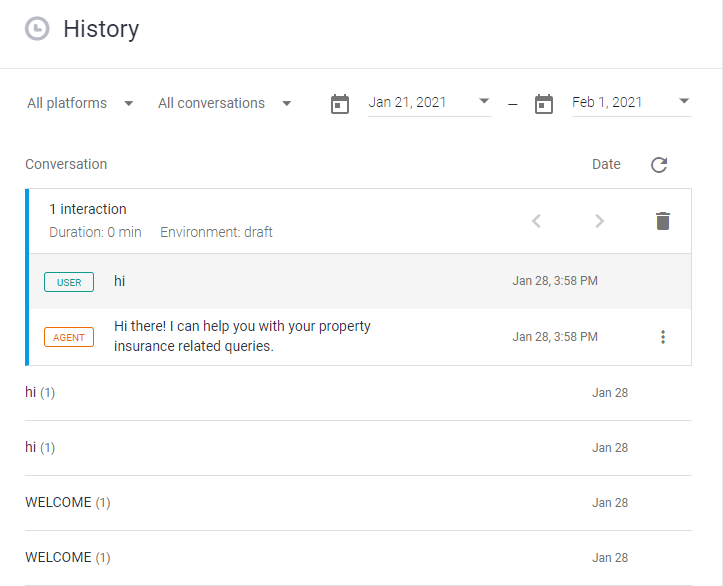 History
All platforms All conversations Jan 21, 2021 – Feb 1, 2021
Conversation Date
1 interaction
Duration: 0 min Environment: draft
USER hi Jan 28, 3:58 PM
AGENT Hi there! I can help you with your property Jan 28, 3:58 PM
insurance related queries.
hi (1) Jan 28
hi (1) Jan 28
WELCOME (1) Jan 28
WELCOME (1) Jan 28